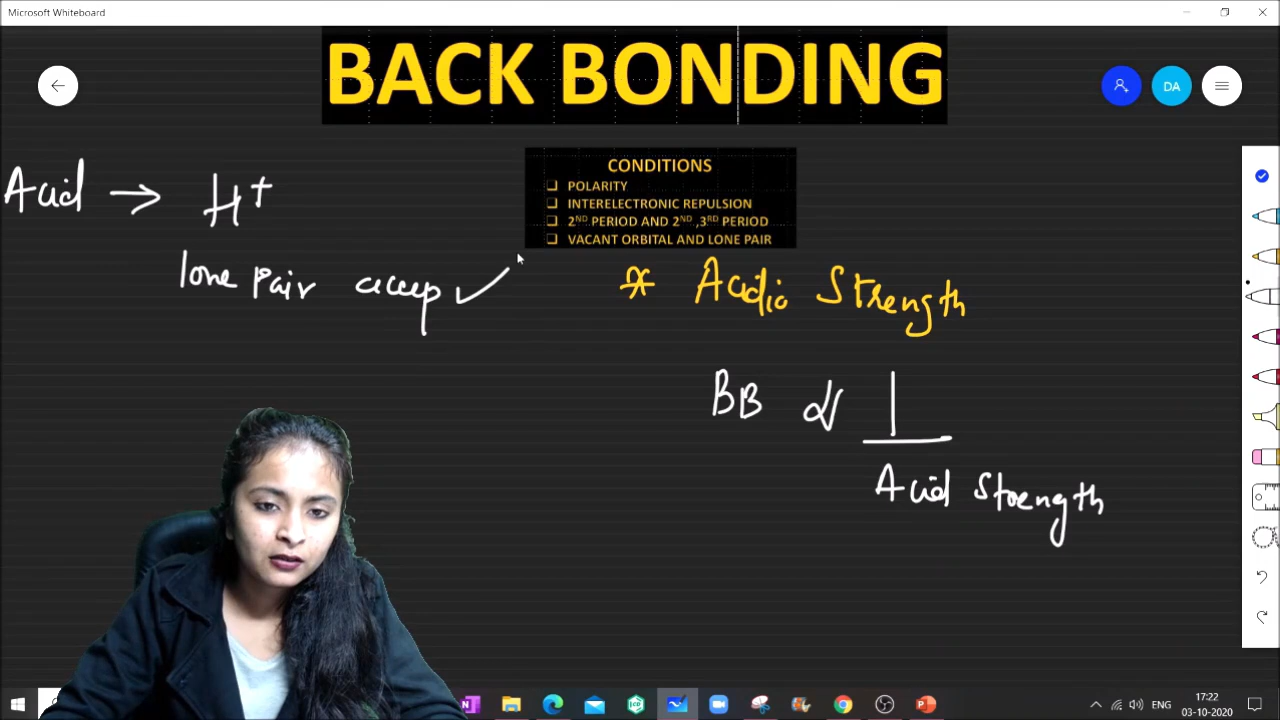 Microsoft Whiteboard
BACK BONDING
DA
CONDITIONS
POLARITY
INTERELECTRONIC REPULSION
2ND PERIOD AND 2ND ,3RD PERIOD
VACANT ORBITAL AND LONE PAIR
Acid → H+
lone pair accep ✓
* Acidic Strength
BB ∝ 1
Acid Strength
17:22
ENG
03-10-2020